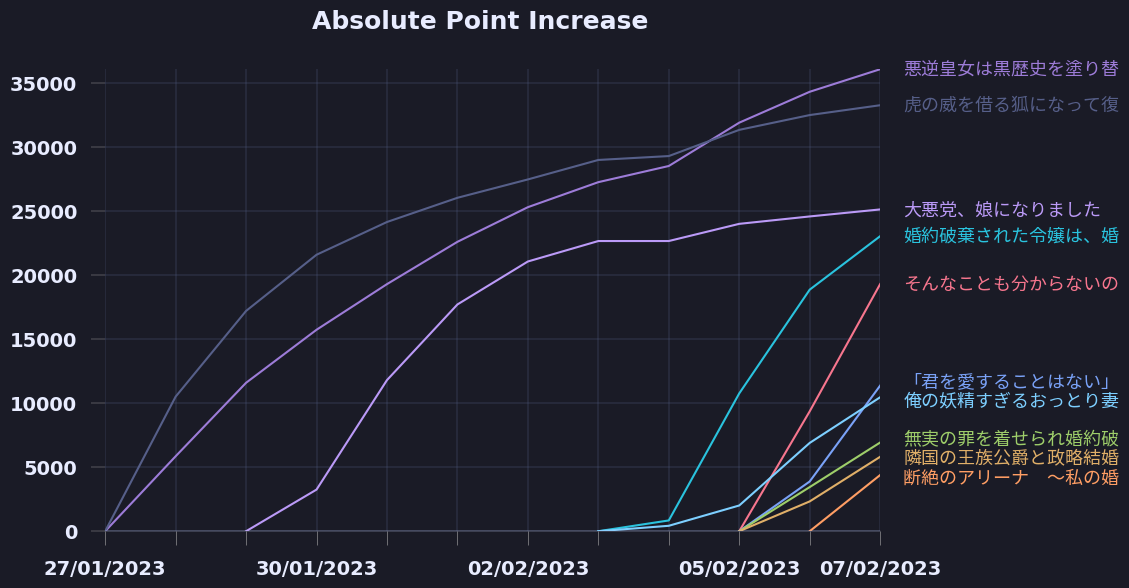 Absolute Point Increase
35000
30000
25000
20000
15000
10000
5000
0
27/01/2023
30/01/2023
02/02/2023
05/02/2023
07/02/2023
悪逆皇女は黒歴史を塗り替
虎の威を借る狐になって復
大悪党、娘になりました
婚約破棄された令嬢は、婚
そんなことも分からないの
「君を愛することはない」
俺の妖精すぎるおっとり妻
無実の罪を着せられ婚約破
隣国の王族公爵と政略結婚
断絶のアリーナ　～私の婚